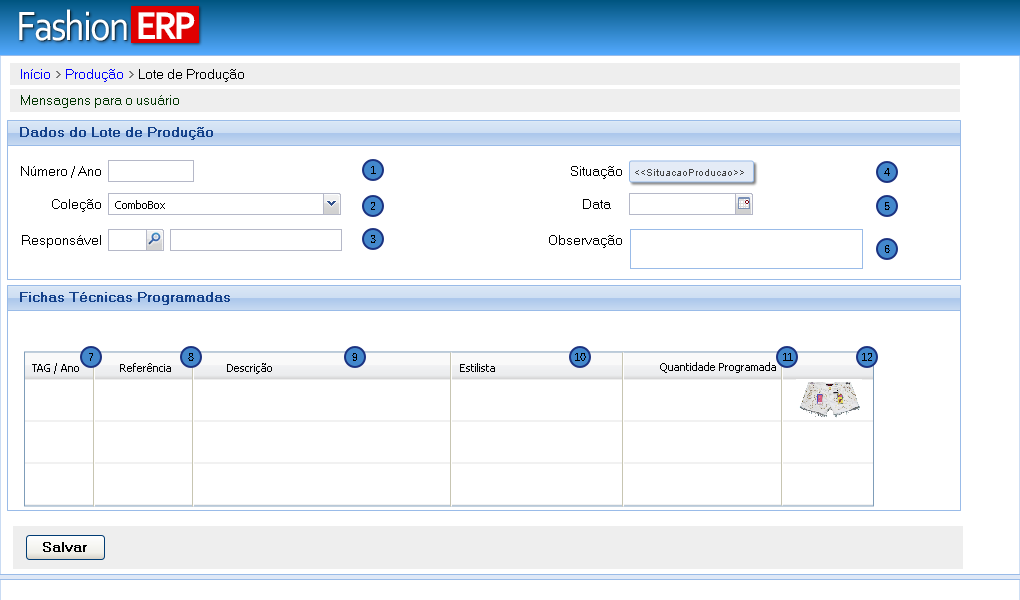 Fashion ERP
Início > Produção > Lote de Produção
Mensagens para o usuário
Dados do Lote de Produção
Número / Ano 1 Situação <<SituacaoProducao>> 4
Coleção ComboBox 2 Data 5
Responsável 3 Observação 6
Fichas Técnicas Programadas
TAG / Ano 7 Referência 8 Descrição 9 Estilista 10 Quantidade Programada 11 12
Salvar